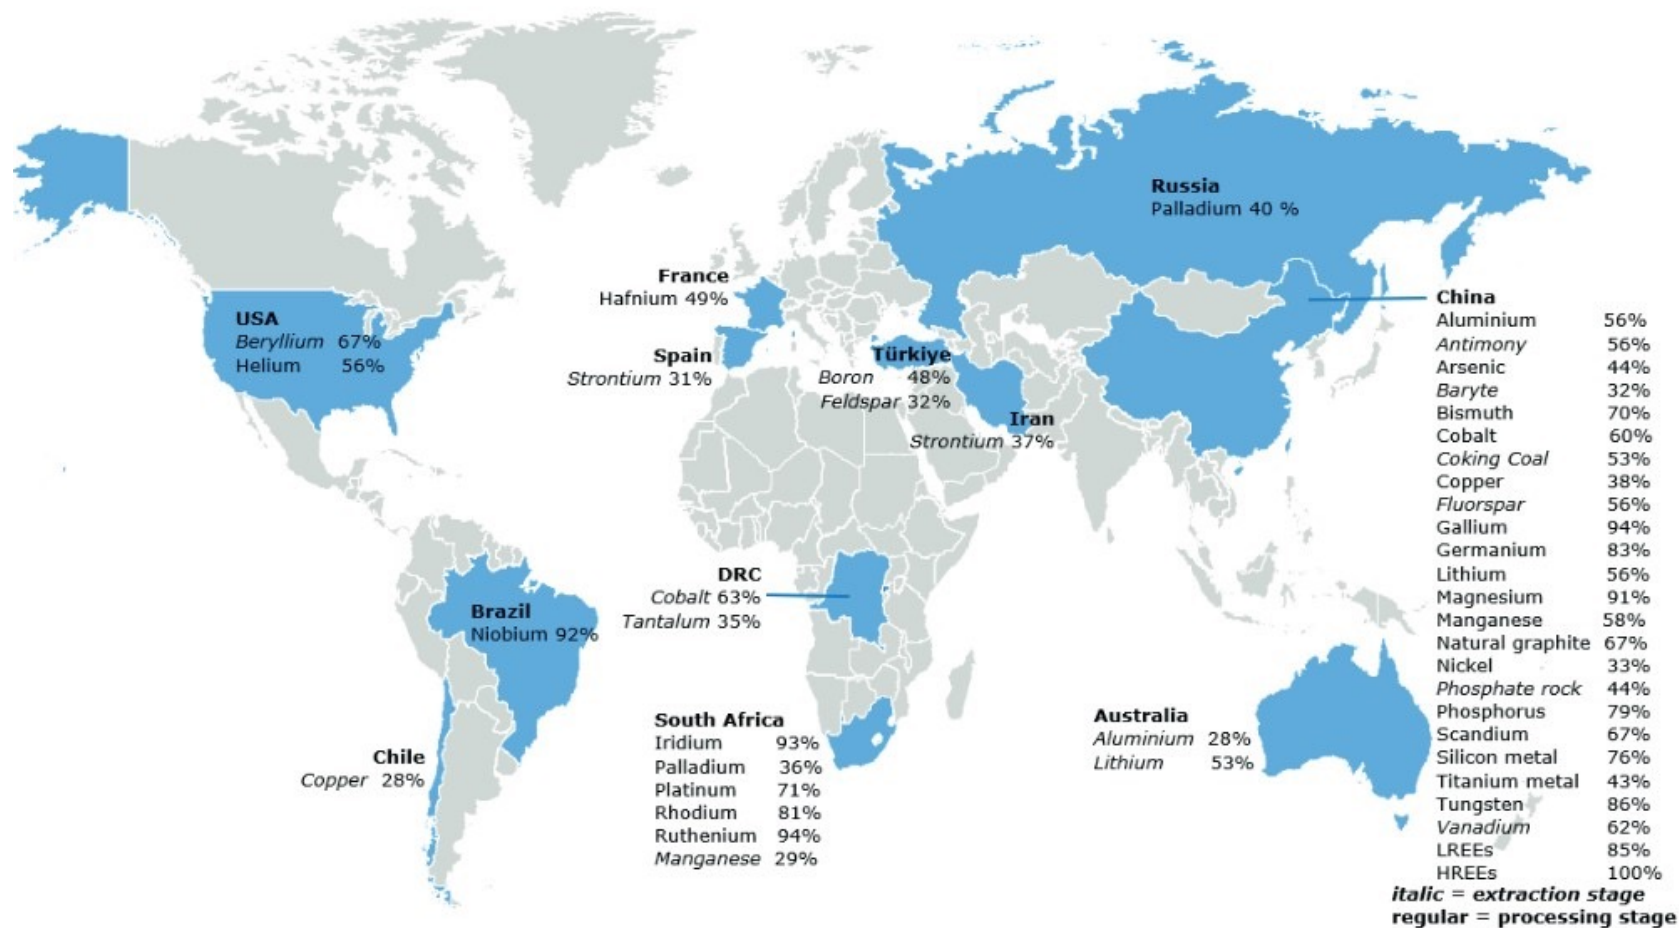 Russia
Palladium 40 %
France
Hafnium 49%
China
Aluminium 56%
Antimony 56%
Arsenic 44%
Baryte 32%
Bismuth 70%
Cobalt 60%
Coking Coal 53%
Copper 38%
Fluorspar 56%
Gallium 94%
Germanium 83%
Lithium 56%
Magnesium 91%
Manganese 58%
Natural graphite 67%
Nickel 33%
Phosphate rock 44%
Phosphorus 79%
Scandium 67%
Silicon metal 76%
Titanium metal 43%
Tungsten 86%
Vanadium 62%
LREEs 85%
HREEs 100%
USA
Beryllium 67%
Helium 56%
Spain
Strontium 31%
Türkiye
Boron 48%
Feldspar 32%
Iran
Strontium 37%
DRC
Cobalt 63%
Tantalum 35%
Brazil
Niobium 92%
South Africa
Iridium 93%
Palladium 36%
Platinum 71%
Rhodium 81%
Ruthenium 94%
Manganese 29%
Australia
Aluminium 28%
Lithium 53%
Chile
Copper 28%
italic = extraction stage
regular = processing stage